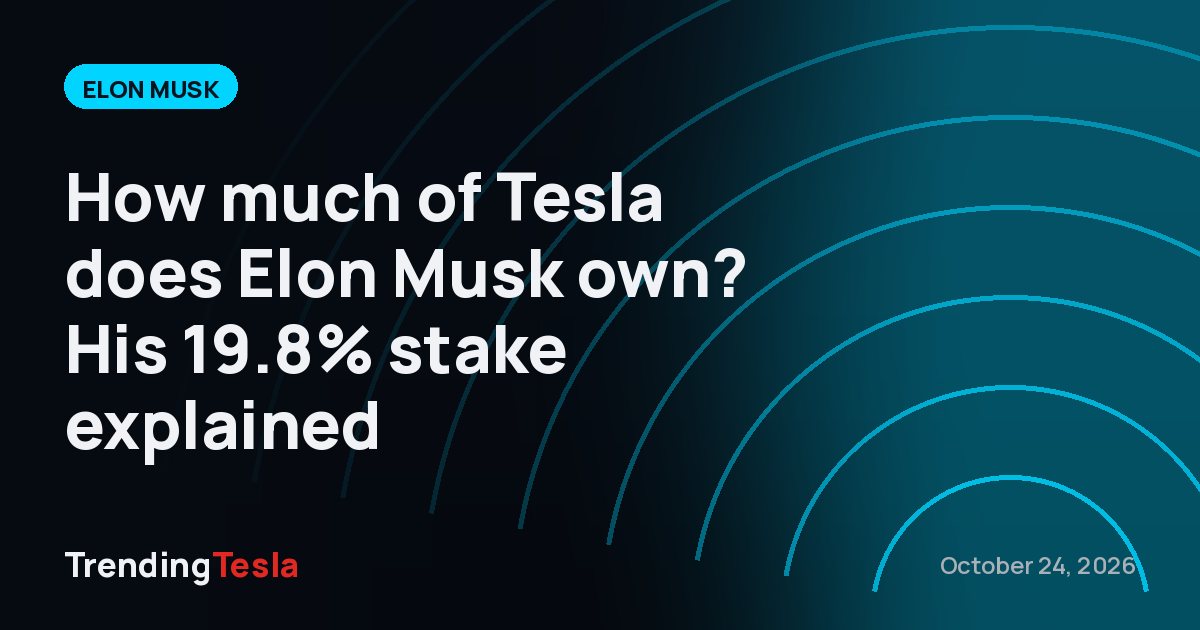 ELON MUSK
How much of Tesla
does Elon Musk own?
His 19.8% stake
explained
TrendingTesla
October 24, 2026